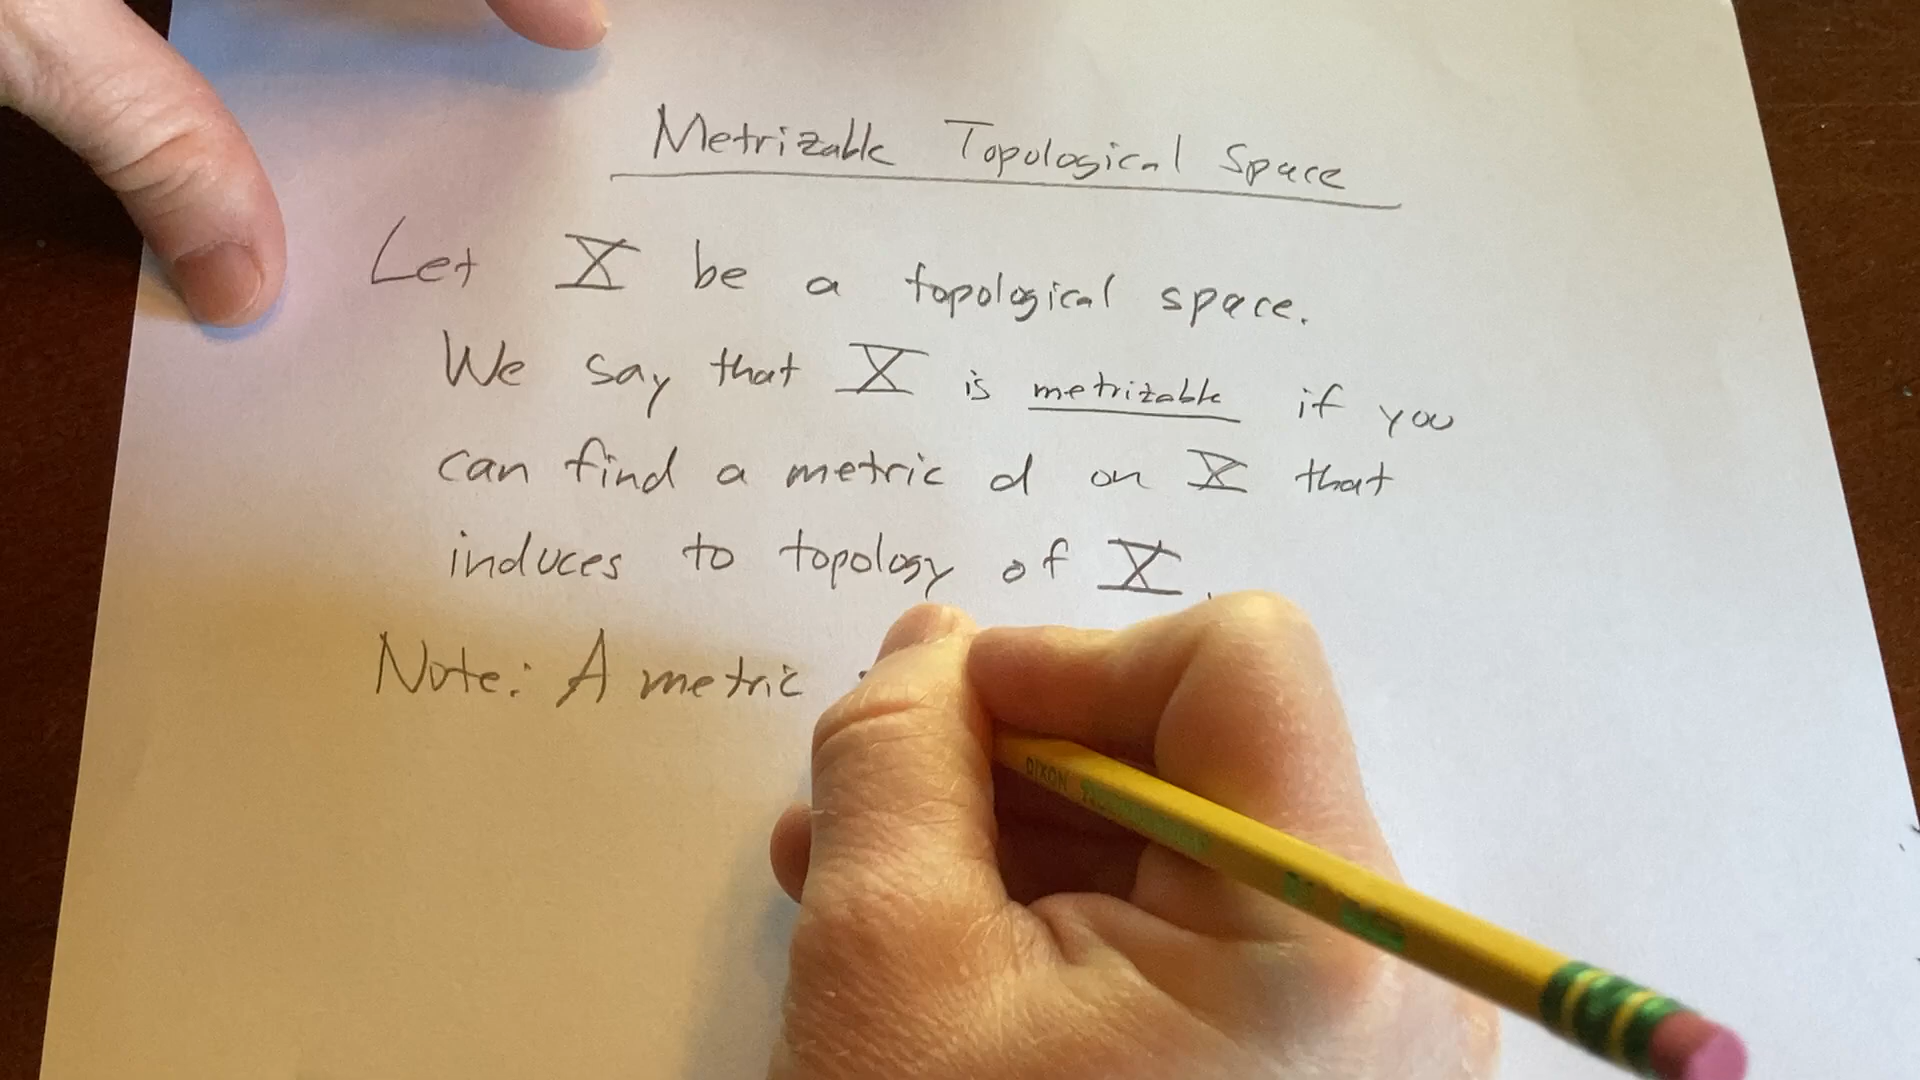 Metrizable Topological Space
Let X be a topological space.
We say that X is metrizable if you
can find a metric d on X that
induces to topology of X.
Note: A metric
DIXON